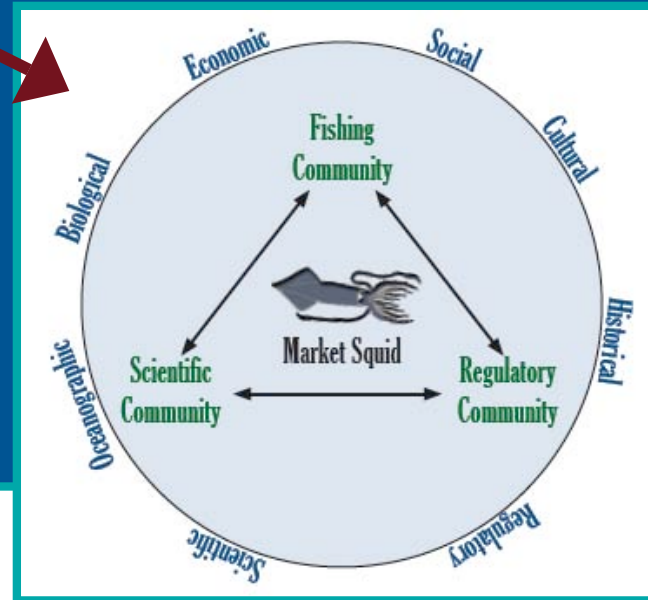 Economic
Social
Cultural
Historical
Regulatory
Scientific
Oceanographic
Biological
Fishing
Community
Market Squid
Scientific
Community
Regulatory
Community